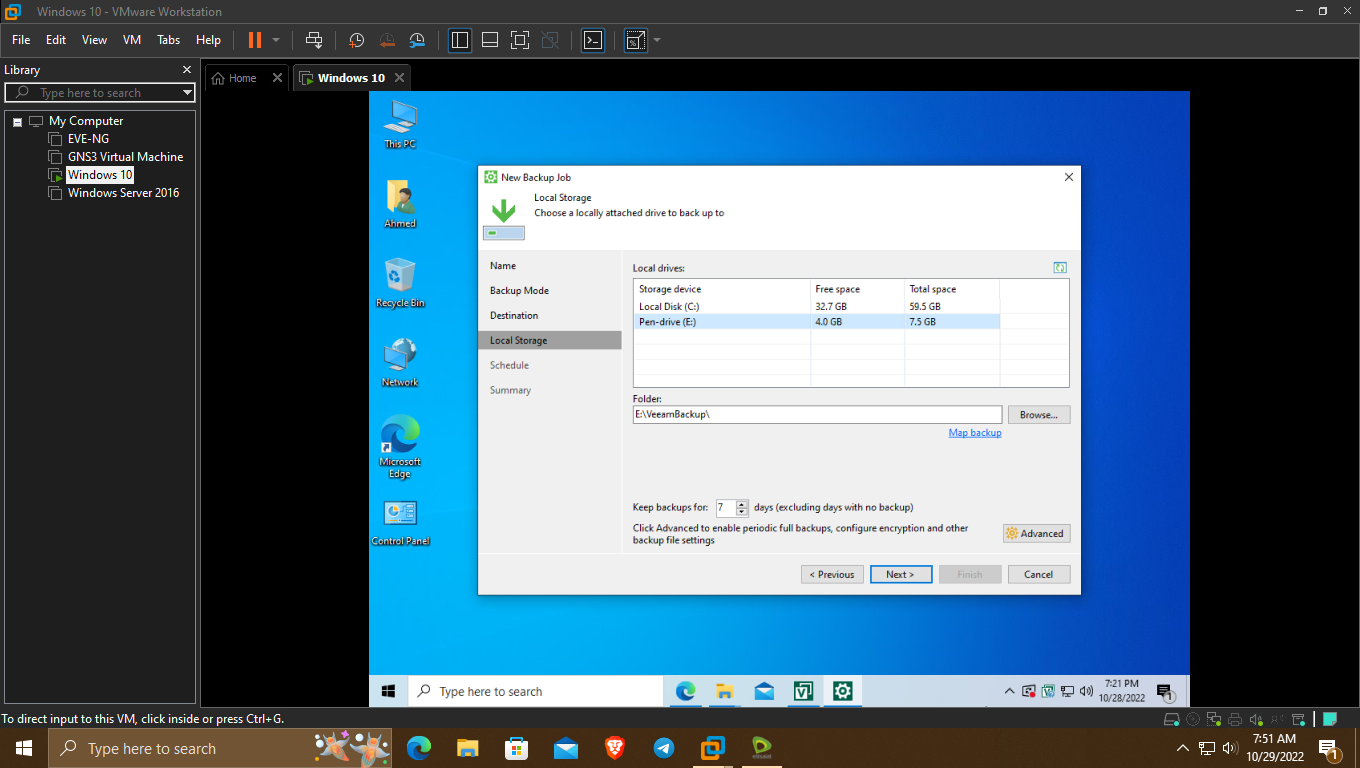 Windows 10 - VMware Workstation
File Edit View VM Tabs Help
Library
Type here to search
My Computer
EVE-NG
GNS3 Virtual Machine
Windows 10
Windows Server 2016
Home
Windows 10
This PC
Ahmed
Recycle Bin
Network
Microsoft
Edge
Control Panel
New Backup Job
Local Storage
Choose a locally attached drive to back up to
Name
Backup Mode
Destination
Local Storage
Schedule
Summary
Local drives:
Storage device Free space Total space
Local Disk (C:) 32.7 GB 59.5 GB
Pen-drive (E:) 4.0 GB 7.5 GB
Folder:
E:\VeeamBackup\
Browse...
Map backup
Keep backups for: 7 days (excluding days with no backup)
Click Advanced to enable periodic full backups, configure encryption and other
backup file settings
Advanced
< Previous Next > Finish Cancel
Type here to search
7:21 PM
10/28/2022
1
To direct input to this VM, click inside or press Ctrl+G.
Type here to search
7:51 AM
10/29/2022
1